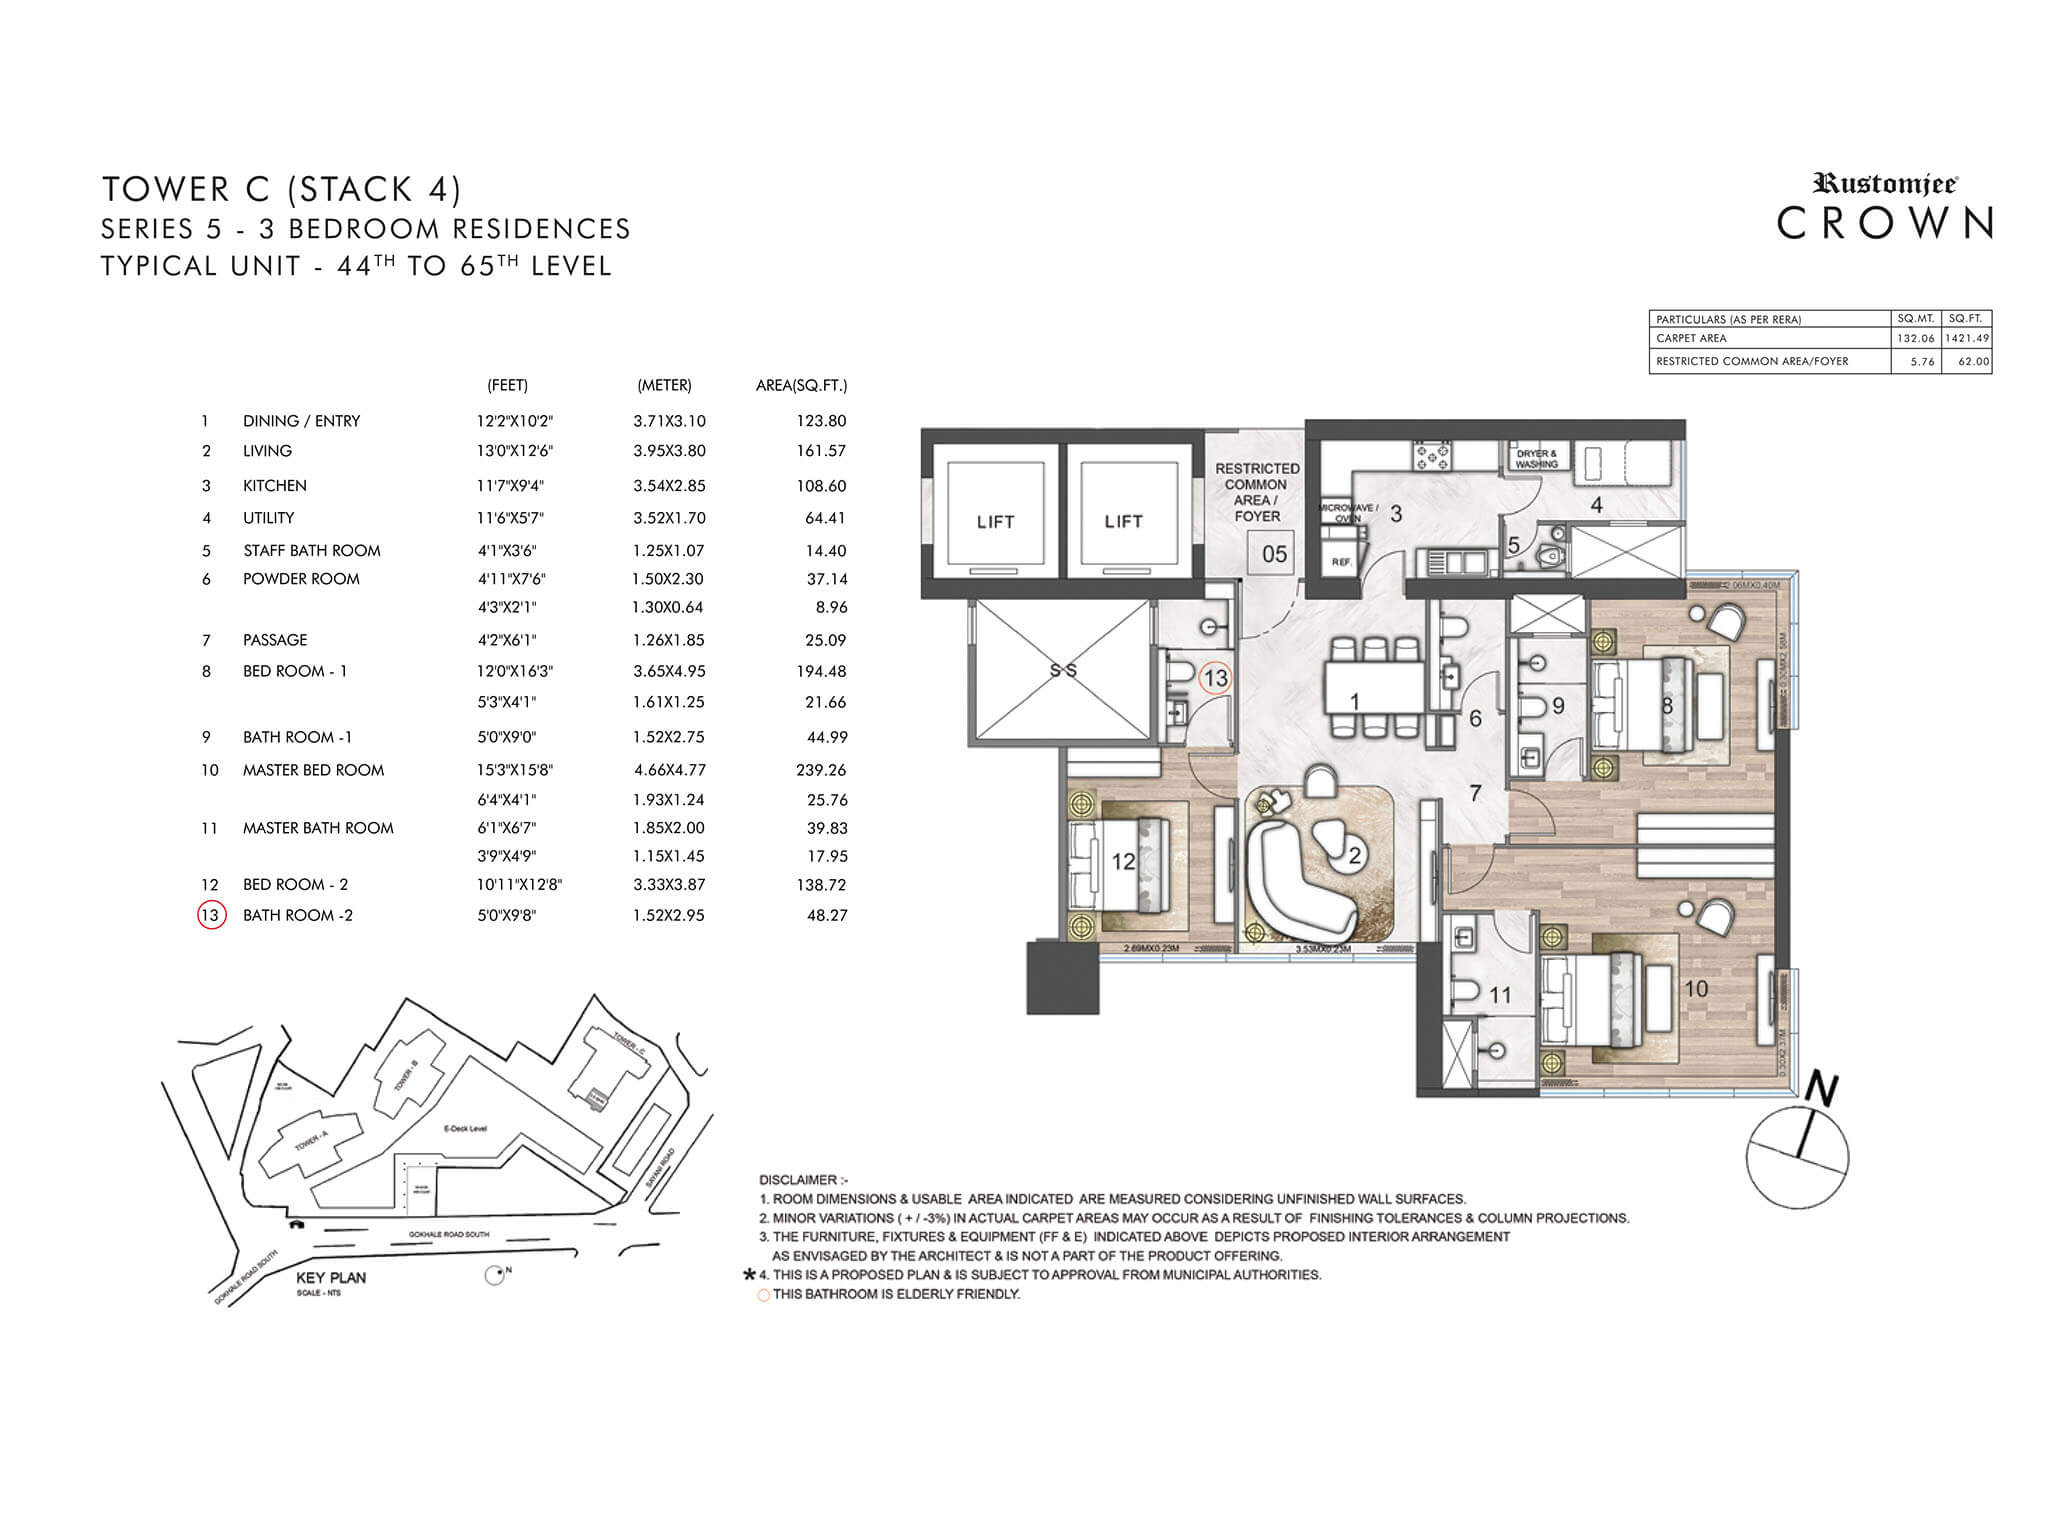 TOWER C (STACK 4)
SERIES 5 - 3 BEDROOM RESIDENCES
TYPICAL UNIT - 44TH TO 65TH LEVEL
Rustomjee
CROWN
PARTICULARS (AS PER RERA) SQ.MT. SQ.FT.
CARPET AREA 132.06 1421.49
RESTRICTED COMMON AREA/FOYER 5.76 62.00
(FEET) (METER) AREA(SQ.FT.)
1 DINING / ENTRY 12'2"X10'2" 3.71X3.10 123.80
2 LIVING 13'0"X12'6" 3.95X3.80 161.57
3 KITCHEN 11'7"X9'4" 3.54X2.85 108.60
4 UTILITY 11'6"X5'7" 3.52X1.70 64.41
5 STAFF BATH ROOM 4'1"X3'6" 1.25X1.07 14.40
6 POWDER ROOM 4'11"X7'6" 1.50X2.30 37.14
4'3"X2'1" 1.30X0.64 8.96
7 PASSAGE 4'2"X6'1" 1.26X1.85 25.09
8 BED ROOM - 1 12'0"X16'3" 3.65X4.95 194.48
5'3"X4'1" 1.61X1.25 21.66
9 BATH ROOM -1 5'0"X9'0" 1.52X2.75 44.99
10 MASTER BED ROOM 15'3"X15'8" 4.66X4.77 239.26
6'4"X4'1" 1.93X1.24 25.76
11 MASTER BATH ROOM 6'1"X6'7" 1.85X2.00 39.83
3'9"X4'9" 1.15X1.45 17.95
12 BED ROOM - 2 10'11"X12'8" 3.33X3.87 138.72
13 BATH ROOM -2 5'0"X9'8" 1.52X2.95 48.27
LIFT
LIFT
RESTRICTED
COMMON
AREA /
FOYER
05
MICROWAVE /
OVEN
REF.
3
DRYER &
WASHING
4
5
2.06MX0.40M
0.30MX2.58M
S S
13
1
6
9
8
7
12
2
2.69MX0.23M
3.53MX0.23M
11
10
0.30X2.37M
N
TOWER - A
TOWER - B
TOWER - C
E-Deck Level
SAYANI ROAD
GOKHALE ROAD SOUTH
GOKHALE ROAD SOUTH
KEY PLAN
SCALE - NTS
N
DISCLAIMER :-
1. ROOM DIMENSIONS & USABLE AREA INDICATED ARE MEASURED CONSIDERING UNFINISHED WALL SURFACES.
2. MINOR VARIATIONS ( + / -3%) IN ACTUAL CARPET AREAS MAY OCCUR AS A RESULT OF FINISHING TOLERANCES & COLUMN PROJECTIONS.
3. THE FURNITURE, FIXTURES & EQUIPMENT (FF & E) INDICATED ABOVE DEPICTS PROPOSED INTERIOR ARRANGEMENT
AS ENVISAGED BY THE ARCHITECT & IS NOT A PART OF THE PRODUCT OFFERING.
* 4. THIS IS A PROPOSED PLAN & IS SUBJECT TO APPROVAL FROM MUNICIPAL AUTHORITIES.
THIS BATHROOM IS ELDERLY FRIENDLY.